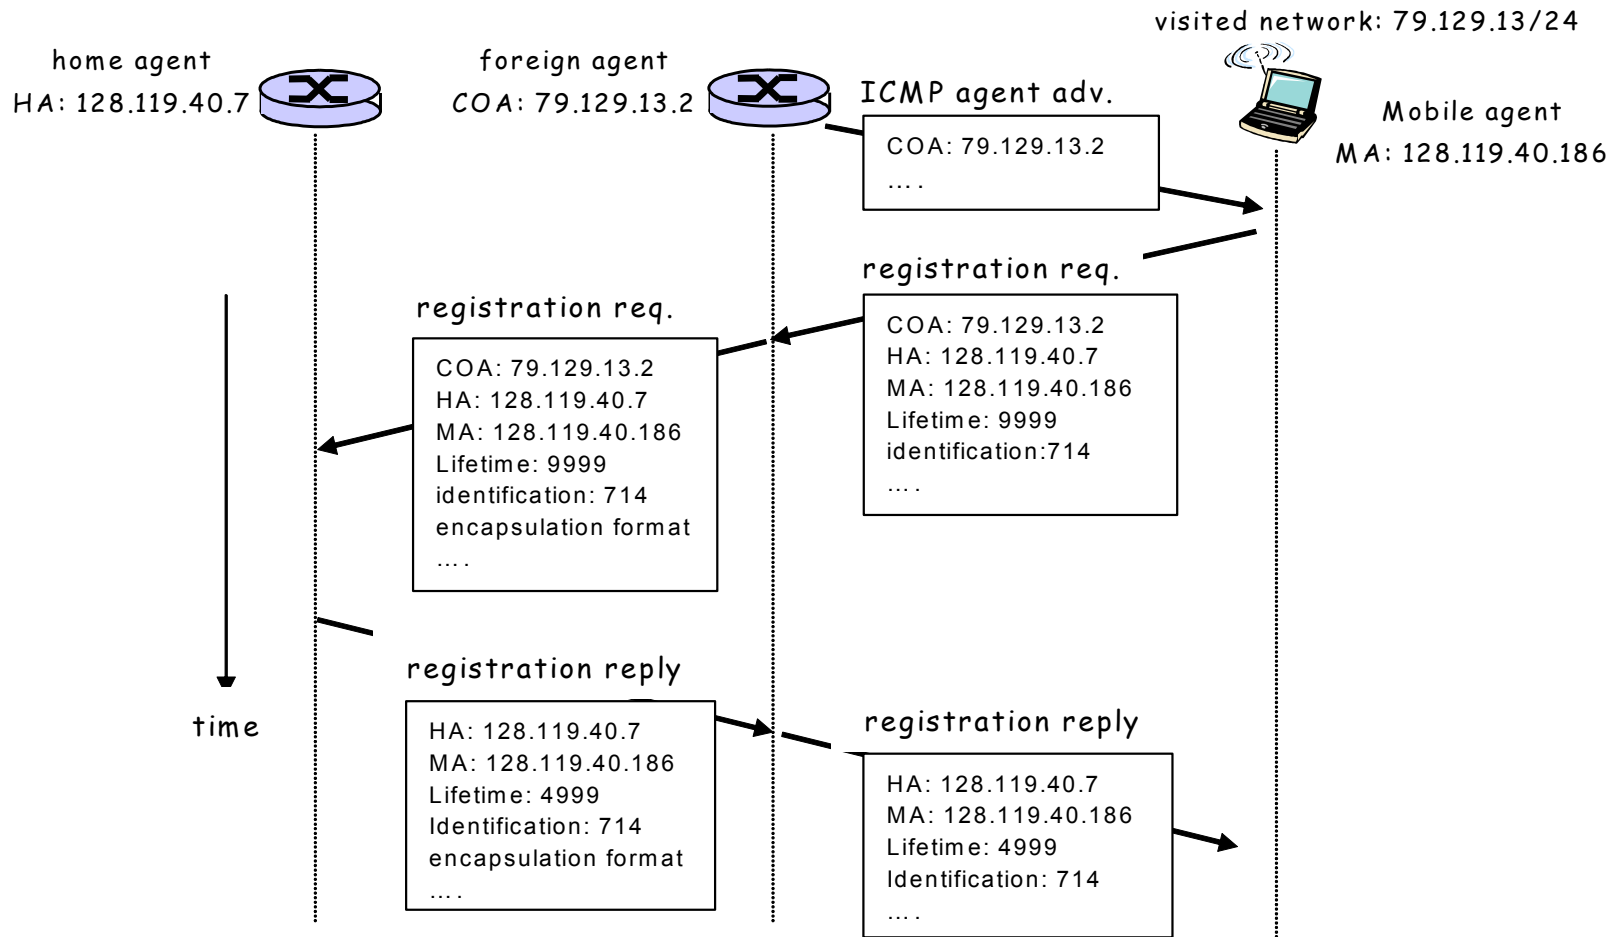 visited network: 79.129.13/24
home agent
HA: 128.119.40.7
foreign agent
COA: 79.129.13.2
ICMP agent adv.
COA: 79.129.13.2
... .
Mobile agent
MA: 128.119.40.186
registration req.
COA: 79.129.13.2
HA: 128.119.40.7
MA: 128.119.40.186
Lifetime: 9999
identification:714
... .
registration req.
COA: 79.129.13.2
HA: 128.119.40.7
MA: 128.119.40.186
Lifetime: 9999
identification: 714
encapsulation format
... .
time
registration reply
HA: 128.119.40.7
MA: 128.119.40.186
Lifetime: 4999
Identification: 714
encapsulation format
... .
registration reply
HA: 128.119.40.7
MA: 128.119.40.186
Lifetime: 4999
Identification: 714
... .